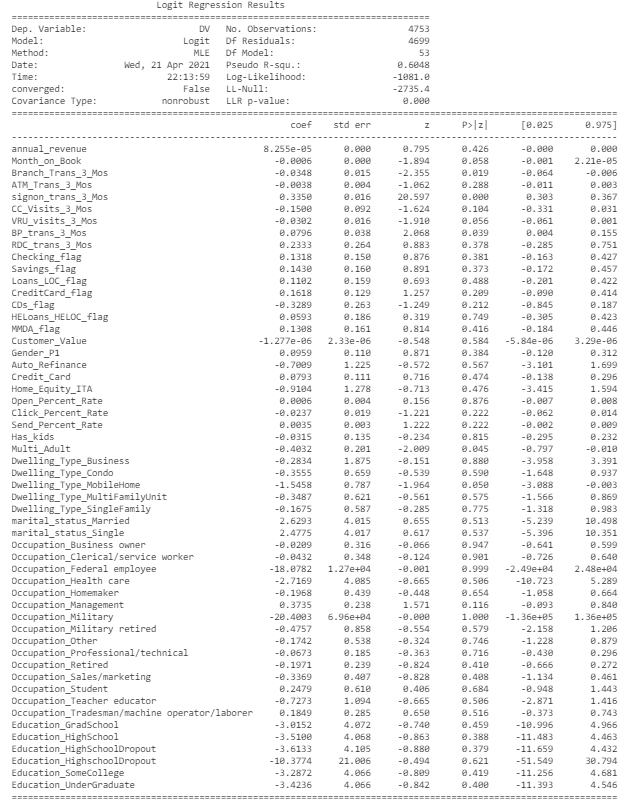 Logit Regression Results
==============================================================================
Dep. Variable: DV No. Observations: 4753
Model: Logit Df Residuals: 4699
Method: MLE Df Model: 53
Date: Wed, 21 Apr 2021 Pseudo R-squ.: 0.6048
Time: 22:13:59 Log-Likelihood: -1081.0
converged: False LL-Null: -2735.4
Covariance Type: nonrobust LLR p-value: 0.000
==============================================================================
coef std err z P>|z| [0.025 0.975]
------------------------------------------------------------------------------
annual_revenue 8.255e-05 0.000 0.795 0.426 -0.000 0.000
Month_on_Book -0.0006 0.000 -1.894 0.058 -0.001 2.21e-05
Branch_Trans_3_Mos -0.0348 0.015 -2.355 0.019 -0.064 -0.006
ATM_Trans_3_Mos -0.0038 0.004 -1.062 0.288 -0.011 0.003
signon_trans_3_Mos 0.3350 0.016 20.597 0.000 0.303 0.367
CC_Visits_3_Mos -0.1500 0.092 -1.624 0.104 -0.331 0.031
VRU_visits_3_Mos -0.0302 0.016 -1.910 0.056 -0.061 0.001
BP_trans_3_Mos 0.0796 0.038 2.068 0.039 0.004 0.155
RDC_trans_3_Mos 0.2333 0.264 0.883 0.378 -0.285 0.751
Checking_flag 0.1318 0.150 0.876 0.381 -0.163 0.427
Savings_flag 0.1430 0.160 0.891 0.373 -0.172 0.457
Loans_LOC_flag 0.1102 0.159 0.693 0.488 -0.201 0.422
CreditCard_flag 0.1618 0.129 1.257 0.209 -0.090 0.414
CDs_flag -0.3289 0.263 -1.249 0.212 -0.845 0.187
HELoans_HELOC_flag 0.0593 0.186 0.319 0.749 -0.305 0.423
MMDA_flag 0.1308 0.161 0.814 0.416 -0.184 0.446
Customer_Value -1.277e-06 2.33e-06 -0.548 0.584 -5.84e-06 3.29e-06
Gender_P1 0.0959 0.110 0.871 0.384 -0.120 0.312
Auto_Refinance -0.7009 1.225 -0.572 0.567 -3.101 1.699
Credit_Card 0.0793 0.111 0.716 0.474 -0.138 0.296
Home_Equity_ITA -0.9104 1.278 -0.713 0.476 -3.415 1.594
Open_Percent_Rate 0.0006 0.004 0.156 0.876 -0.007 0.008
Click_Percent_Rate -0.0237 0.019 -1.221 0.222 -0.062 0.014
Send_Percent_Rate 0.0035 0.003 1.222 0.222 -0.002 0.009
Has_kids -0.0315 0.135 -0.234 0.815 -0.295 0.232
Multi_Adult -0.4032 0.201 -2.009 0.045 -0.797 -0.010
Dwelling_Type_Business -0.2834 1.875 -0.151 0.880 -3.958 3.391
Dwelling_Type_Condo -0.3555 0.659 -0.539 0.590 -1.648 0.937
Dwelling_Type_MobileHome -1.5458 0.787 -1.964 0.050 -3.088 -0.003
Dwelling_Type_MultiFamilyUnit -0.3487 0.621 -0.561 0.575 -1.566 0.869
Dwelling_Type_SingleFamily -0.1675 0.587 -0.285 0.775 -1.318 0.983
marital_status_Married 2.6293 4.015 0.655 0.513 -5.239 10.498
marital_status_Single 2.4775 4.017 0.617 0.537 -5.396 10.351
Occupation_Business owner -0.0209 0.316 -0.066 0.947 -0.641 0.599
Occupation_Clerical/service worker -0.0432 0.348 -0.124 0.901 -0.726 0.640
Occupation_Federal employee -18.0782 1.27e+04 -0.001 0.999 -2.49e+04 2.48e+04
Occupation_Health care -2.7169 4.085 -0.665 0.506 -10.723 5.289
Occupation_Homemaker -0.1968 0.439 -0.448 0.654 -1.058 0.664
Occupation_Management 0.3735 0.238 1.571 0.116 -0.093 0.840
Occupation_Military -20.4003 6.96e+04 -0.000 1.000 -1.36e+05 1.36e+05
Occupation_Military retired -0.4757 0.858 -0.554 0.579 -2.158 1.206
Occupation_Other -0.1742 0.538 -0.324 0.746 -1.228 0.879
Occupation_Professional/technical -0.0673 0.185 -0.363 0.716 -0.430 0.296
Occupation_Retired -0.1971 0.239 -0.824 0.410 -0.666 0.272
Occupation_Sales/marketing -0.3369 0.407 -0.828 0.408 -1.134 0.461
Occupation_Student 0.2479 0.610 0.406 0.684 -0.948 1.443
Occupation_Teacher educator -0.7273 1.094 -0.665 0.506 -2.871 1.416
Occupation_Tradesman/machine operator/laborer 0.1849 0.285 0.650 0.516 -0.373 0.743
Education_GradSchool -3.0152 4.072 -0.740 0.459 -10.996 4.966
Education_HighSchool -3.5100 4.068 -0.863 0.388 -11.483 4.463
Education_HighSchoolDropout -3.6133 4.105 -0.880 0.379 -11.659 4.432
Education_HighschoolDropout -10.3774 21.006 -0.494 0.621 -51.549 30.794
Education_SomeCollege -3.2872 4.066 -0.809 0.419 -11.256 4.681
Education_UnderGraduate -3.4236 4.066 -0.842 0.400 -11.393 4.546
==============================================================================